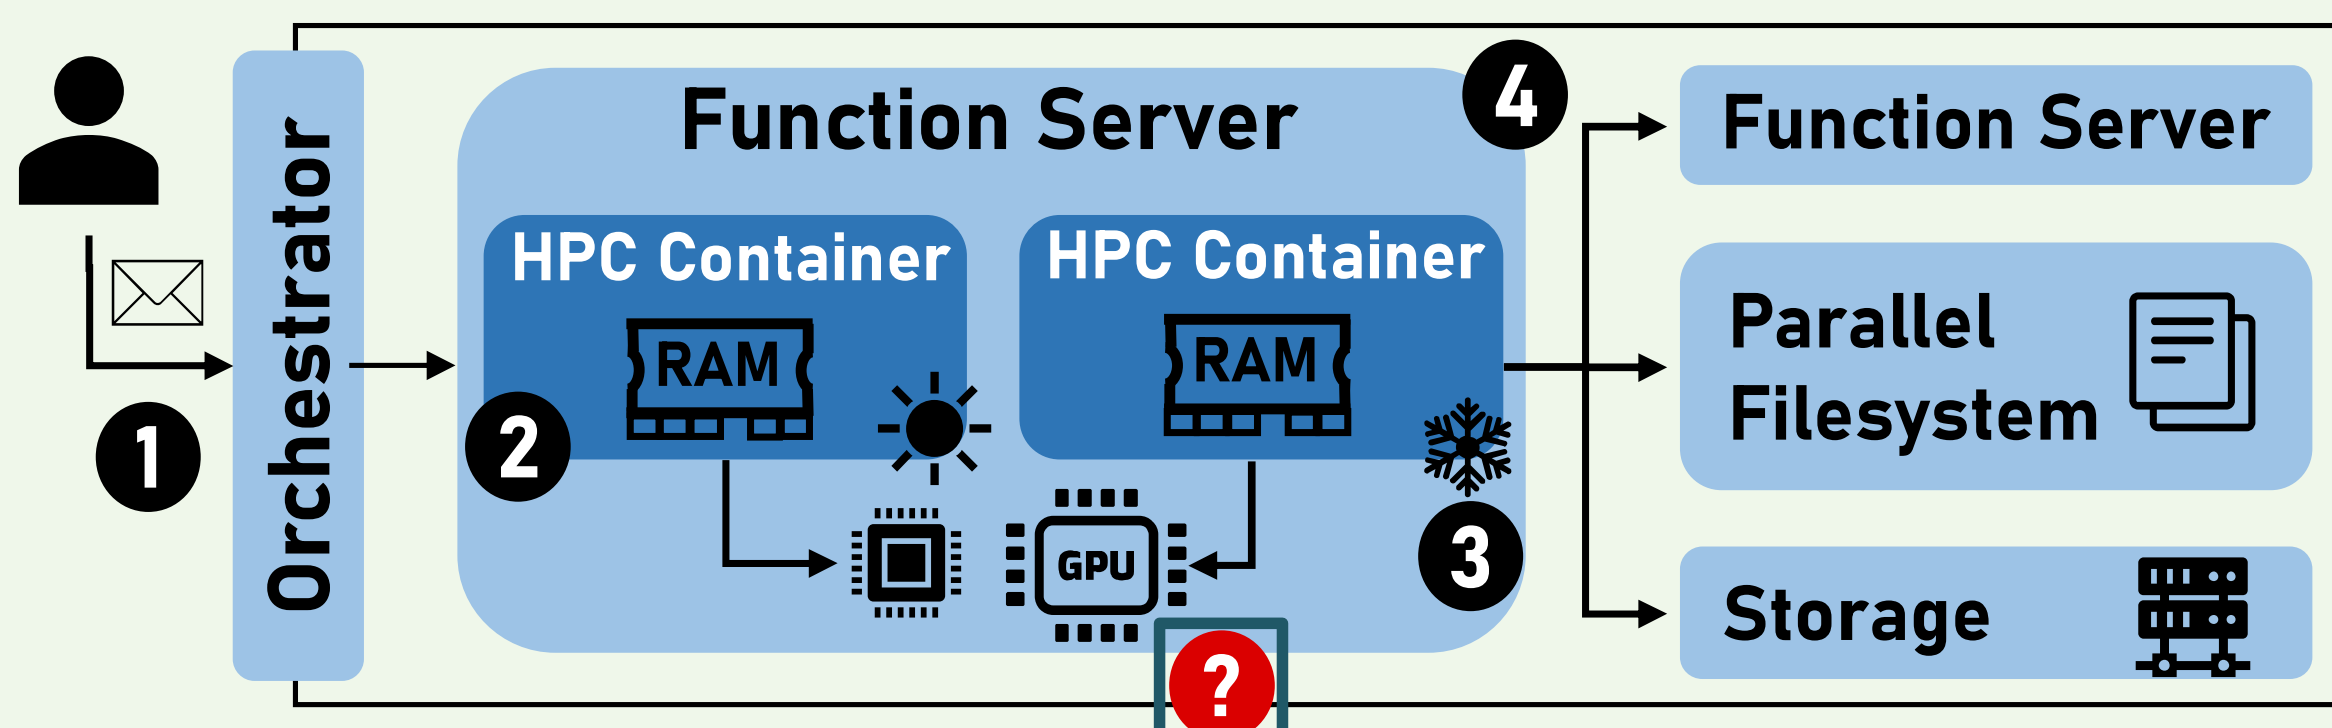 Orchestrator
1
Function Server
4
HPC Container
RAM
2
HPC Container
RAM
3
GPU
?
Function Server
Parallel
Filesystem
Storage